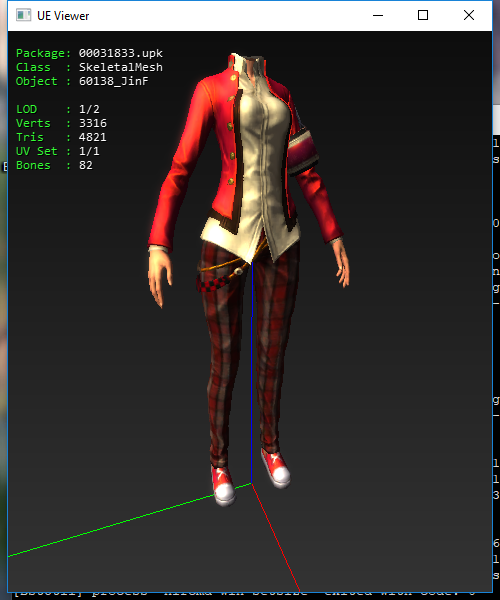 UE Viewer
Package: 00031833.upk
Class : SkeletalMesh
Object : 60138_JinF
LOD : 1/2
Verts : 3316
Tris : 4821
UV Set : 1/1
Bones : 82